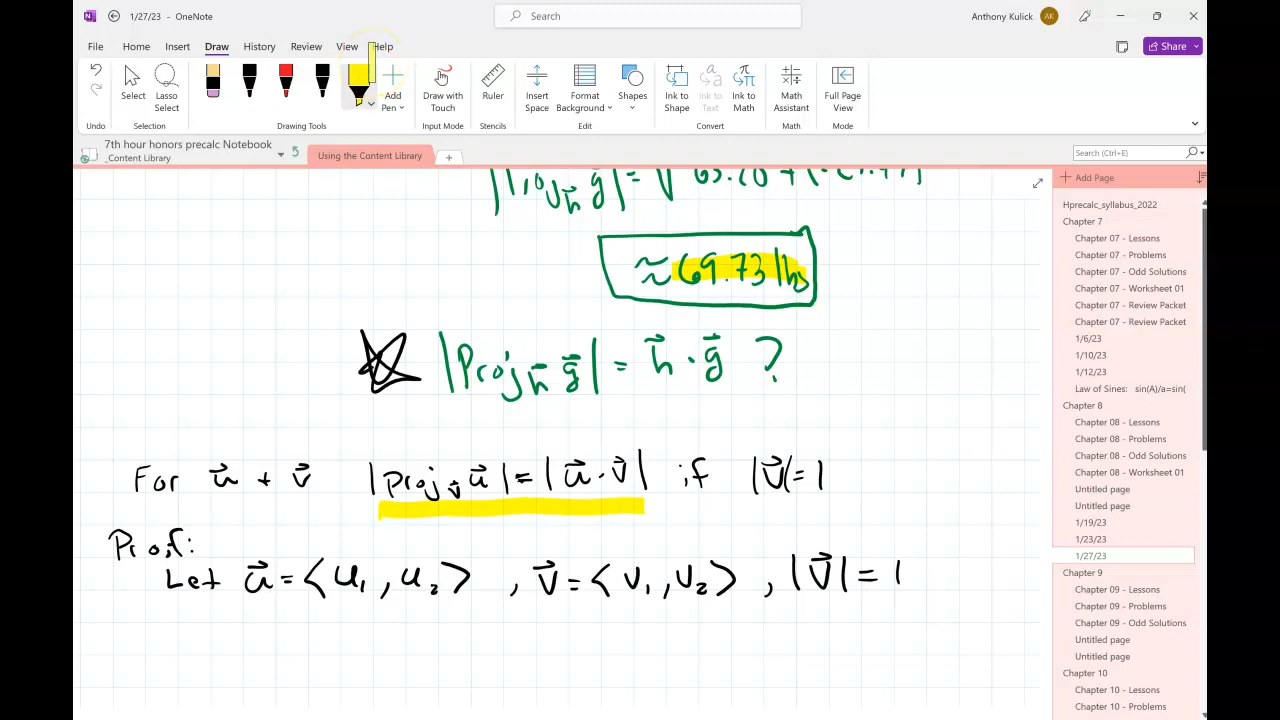 1/27/23 - OneNote
Search
Anthony Kulick
AK
File Home Insert Draw History Review View Help
Share
Undo
Select
Lasso Select
Add Pen
Draw with Touch
Ruler
Insert Space
Format Background
Shapes
Ink to Shape
Ink to Text
Ink to Math
Math Assistant
Full Page View
Undo Selection Drawing Tools Input Mode Stencils Edit Convert Math Mode
7th hour honors precalc Notebook
_Content Library
Using the Content Library
Search (Ctrl+E)
Add Page
Hprecalc_syllabus_2022
Chapter 7
Chapter 07 - Lessons
Chapter 07 - Problems
Chapter 07 - Odd Solutions
Chapter 07 - Worksheet 01
Chapter 07 - Review Packet
Chapter 07 - Review Packet
1/6/23
1/10/23
1/12/23
Law of Sines: sin(A)/a=sin(
Chapter 8
Chapter 08 - Lessons
Chapter 08 - Problems
Chapter 08 - Odd Solutions
Chapter 08 - Worksheet 01
Untitled page
Untitled page
1/19/23
1/23/23
1/27/23
Chapter 9
Chapter 09 - Lessons
Chapter 09 - Problems
Chapter 09 - Odd Solutions
Untitled page
Untitled page
Chapter 10
Chapter 10 - Lessons
Chapter 10 - Problems
≈ 69.73 lbs
|Proj_h⃗ g⃗| = h⃗ · g⃗ ?
For u⃗ + v⃗ |proj_v⃗ u⃗| = |u⃗ · v⃗| if |v⃗| = 1
Proof:
Let u⃗ = <u₁, u₂>, v⃗ = <v₁, v₂>, |v⃗| = 1